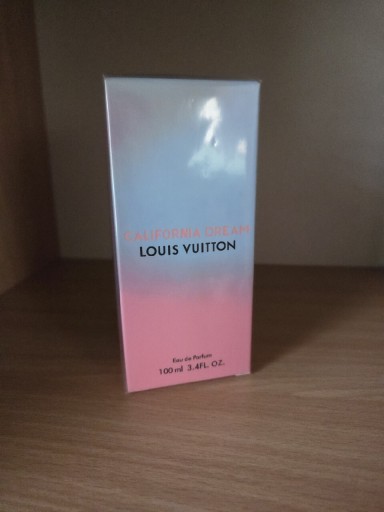 CALIFORNIA DREAM
LOUIS VUITTON
Eau de Parfum
100 ml 3.4FL. OZ.